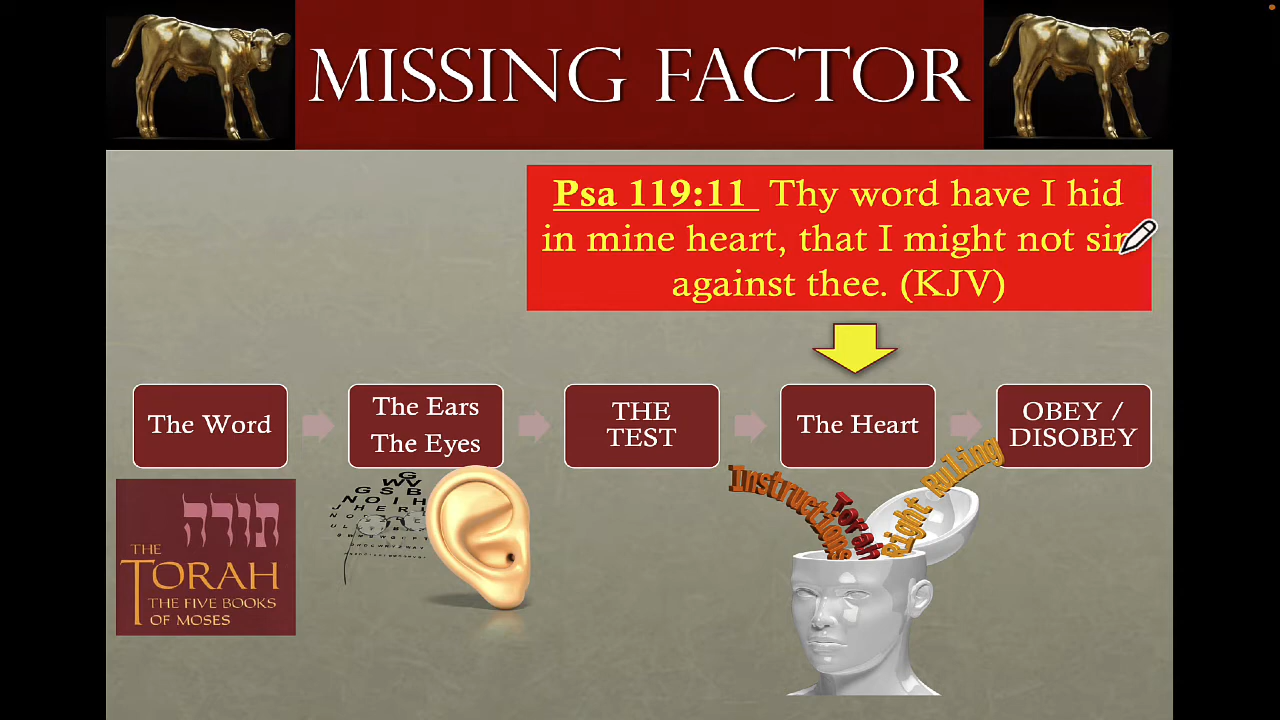 MISSING FACTOR
Psa 119:11 Thy word have I hid
in mine heart, that I might not sin
against thee. (KJV)
The Word
The Ears
The Eyes
THE
TEST
The Heart
OBEY /
DISOBEY
תורה
THE
TORAH
THE FIVE BOOKS
OF MOSES
Instructions
Torah
Right Ruling